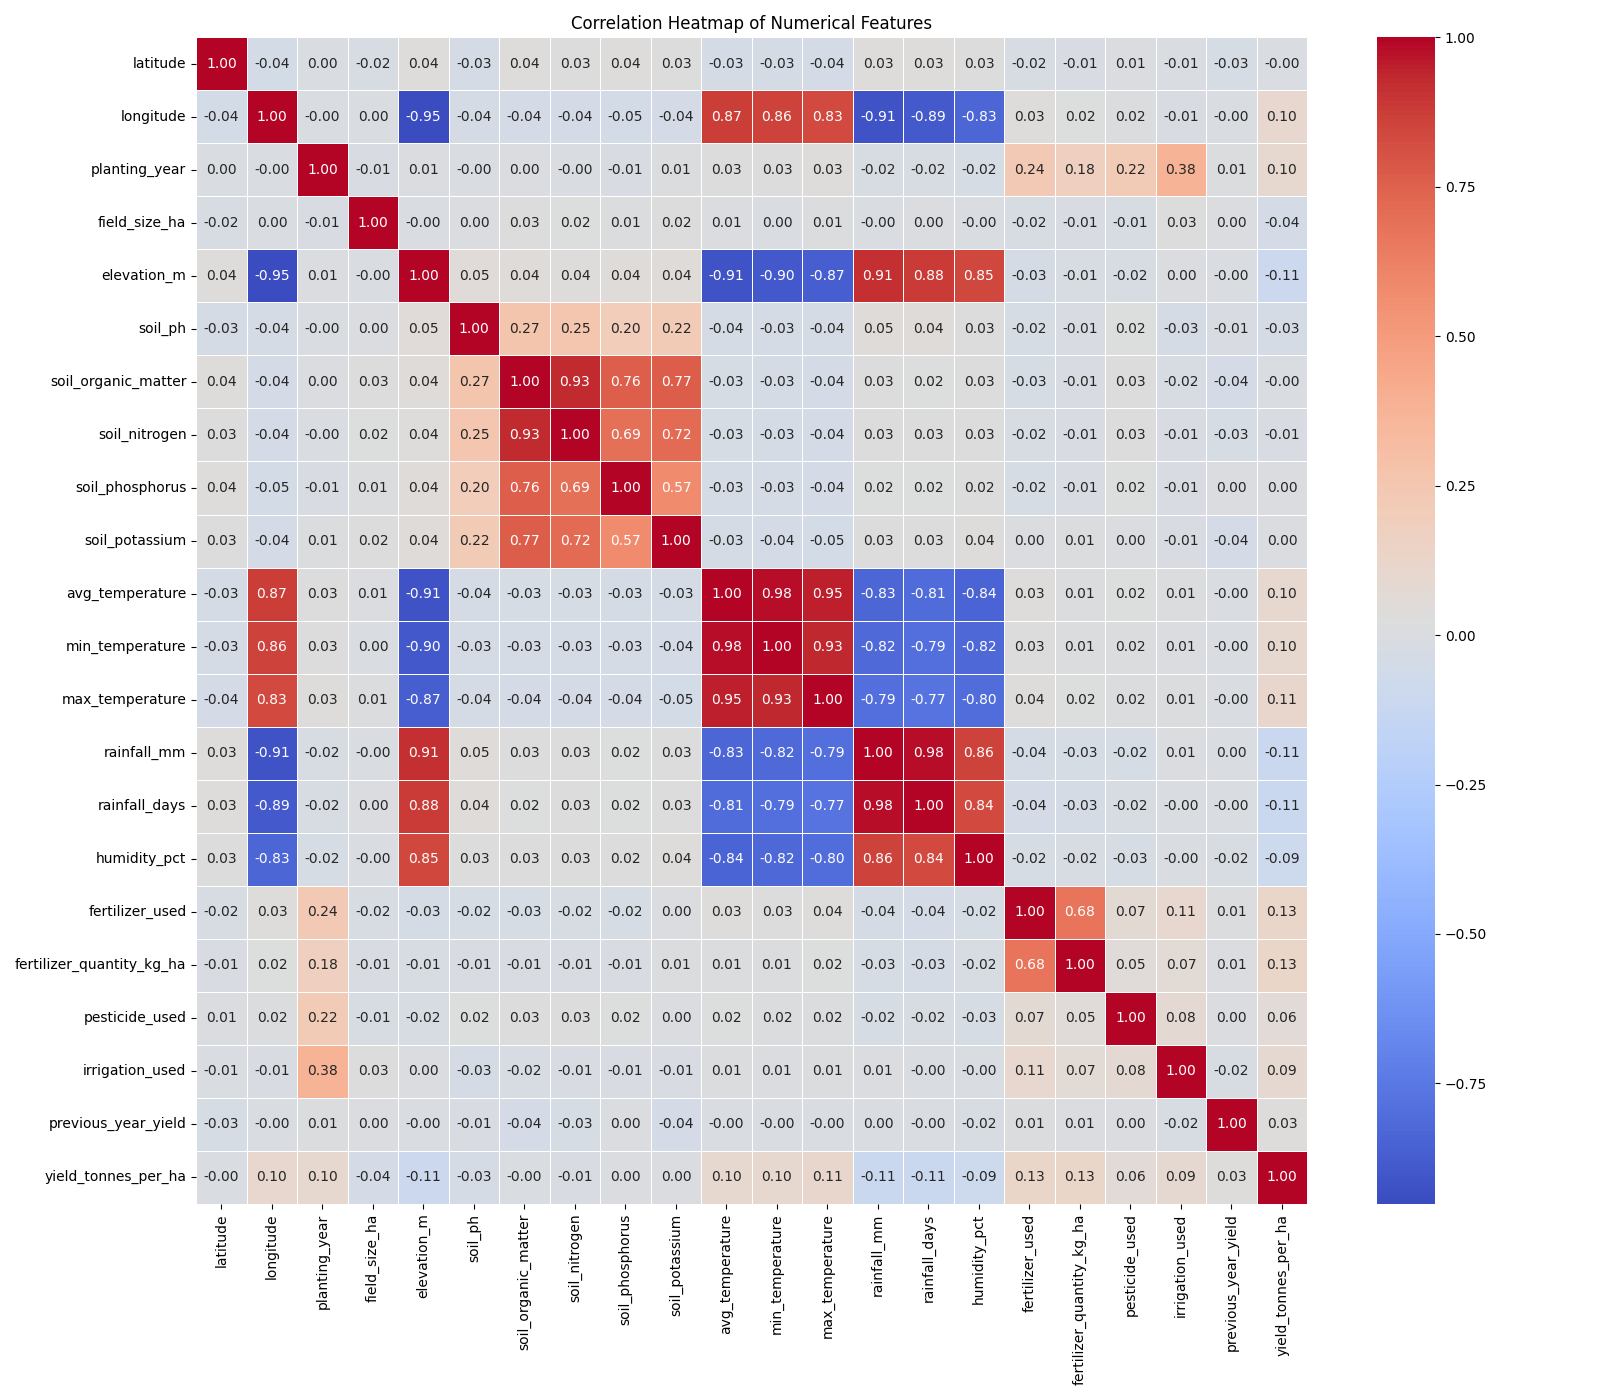 Correlation Heatmap of Numerical Features
latitude 1.00 -0.04 0.00 -0.02 0.04 -0.03 0.04 0.03 0.04 0.03 -0.03 -0.03 -0.04 0.03 0.03 0.03 -0.02 -0.01 0.01 -0.01 -0.03 -0.00
longitude -0.04 1.00 -0.00 0.00 -0.95 -0.04 -0.04 -0.04 -0.05 -0.04 0.87 0.86 0.83 -0.91 -0.89 -0.83 0.03 0.02 0.02 -0.01 -0.00 0.10
planting_year 0.00 -0.00 1.00 -0.01 0.01 -0.00 0.00 -0.00 -0.01 0.01 0.03 0.03 0.03 -0.02 -0.02 -0.02 0.24 0.18 0.22 0.38 0.01 0.10
field_size_ha -0.02 0.00 -0.01 1.00 -0.00 0.00 0.03 0.02 0.01 0.02 0.01 0.00 0.01 -0.00 0.00 -0.00 -0.02 -0.01 -0.01 0.03 0.00 -0.04
elevation_m 0.04 -0.95 0.01 -0.00 1.00 0.05 0.04 0.04 0.04 0.04 -0.91 -0.90 -0.87 0.91 0.88 0.85 -0.03 -0.01 -0.02 0.00 -0.00 -0.11
soil_ph -0.03 -0.04 -0.00 0.00 0.05 1.00 0.27 0.25 0.20 0.22 -0.04 -0.03 -0.04 0.05 0.04 0.03 -0.02 -0.01 0.02 -0.03 -0.01 -0.03
soil_organic_matter 0.04 -0.04 0.00 0.03 0.04 0.27 1.00 0.93 0.76 0.77 -0.03 -0.03 -0.04 0.03 0.02 0.03 -0.03 -0.01 0.03 -0.02 -0.04 -0.00
soil_nitrogen 0.03 -0.04 -0.00 0.02 0.04 0.25 0.93 1.00 0.69 0.72 -0.03 -0.03 -0.04 0.03 0.03 0.03 -0.02 -0.01 0.03 -0.01 -0.03 -0.01
soil_phosphorus 0.04 -0.05 -0.01 0.01 0.04 0.20 0.76 0.69 1.00 0.57 -0.03 -0.03 -0.04 0.02 0.02 0.02 -0.02 -0.01 0.02 -0.01 0.00 0.00
soil_potassium 0.03 -0.04 0.01 0.02 0.04 0.22 0.77 0.72 0.57 1.00 -0.03 -0.04 -0.05 0.03 0.03 0.04 0.00 0.01 0.00 -0.01 -0.04 0.00
avg_temperature -0.03 0.87 0.03 0.01 -0.91 -0.04 -0.03 -0.03 -0.03 -0.03 1.00 0.98 0.95 -0.83 -0.81 -0.84 0.03 0.01 0.02 0.01 -0.00 0.10
min_temperature -0.03 0.86 0.03 0.00 -0.90 -0.03 -0.03 -0.03 -0.03 -0.04 0.98 1.00 0.93 -0.82 -0.79 -0.82 0.03 0.01 0.02 0.01 -0.00 0.10
max_temperature -0.04 0.83 0.03 0.01 -0.87 -0.04 -0.04 -0.04 -0.04 -0.05 0.95 0.93 1.00 -0.79 -0.77 -0.80 0.04 0.02 0.02 0.01 -0.00 0.11
rainfall_mm 0.03 -0.91 -0.02 -0.00 0.91 0.05 0.03 0.03 0.02 0.03 -0.83 -0.82 -0.79 1.00 0.98 0.86 -0.04 -0.03 -0.02 0.01 0.00 -0.11
rainfall_days 0.03 -0.89 -0.02 0.00 0.88 0.04 0.02 0.03 0.02 0.03 -0.81 -0.79 -0.77 0.98 1.00 0.84 -0.04 -0.03 -0.02 -0.00 -0.00 -0.11
humidity_pct 0.03 -0.83 -0.02 -0.00 0.85 0.03 0.03 0.03 0.02 0.04 -0.84 -0.82 -0.80 0.86 0.84 1.00 -0.02 -0.02 -0.03 -0.00 -0.02 -0.09
fertilizer_used -0.02 0.03 0.24 -0.02 -0.03 -0.02 -0.03 -0.02 -0.02 0.00 0.03 0.03 0.04 -0.04 -0.04 -0.02 1.00 0.68 0.07 0.11 0.01 0.13
fertilizer_quantity_kg_ha -0.01 0.02 0.18 -0.01 -0.01 -0.01 -0.01 -0.01 -0.01 0.01 0.01 0.01 0.02 -0.03 -0.03 -0.02 0.68 1.00 0.05 0.07 0.01 0.13
pesticide_used 0.01 0.02 0.22 -0.01 -0.02 0.02 0.03 0.03 0.02 0.00 0.02 0.02 0.02 -0.02 -0.02 -0.03 0.07 0.05 1.00 0.08 0.00 0.06
irrigation_used -0.01 -0.01 0.38 0.03 0.00 -0.03 -0.02 -0.01 -0.01 -0.01 0.01 0.01 0.01 0.01 -0.00 -0.00 0.11 0.07 0.08 1.00 -0.02 0.09
previous_year_yield -0.03 -0.00 0.01 0.00 -0.00 -0.01 -0.04 -0.03 0.00 -0.04 -0.00 -0.00 -0.00 0.00 -0.00 -0.02 0.01 0.01 0.00 -0.02 1.00 0.03
yield_tonnes_per_ha -0.00 0.10 0.10 -0.04 -0.11 -0.03 -0.00 -0.01 0.00 0.00 0.10 0.10 0.11 -0.11 -0.11 -0.09 0.13 0.13 0.06 0.09 0.03 1.00
latitude
longitude
planting_year
field_size_ha
elevation_m
soil_ph
soil_organic_matter
soil_nitrogen
soil_phosphorus
soil_potassium
avg_temperature
min_temperature
max_temperature
rainfall_mm
rainfall_days
humidity_pct
fertilizer_used
fertilizer_quantity_kg_ha
pesticide_used
irrigation_used
previous_year_yield
yield_tonnes_per_ha
1.00
0.75
0.50
0.25
0.00
−0.25
−0.50
−0.75